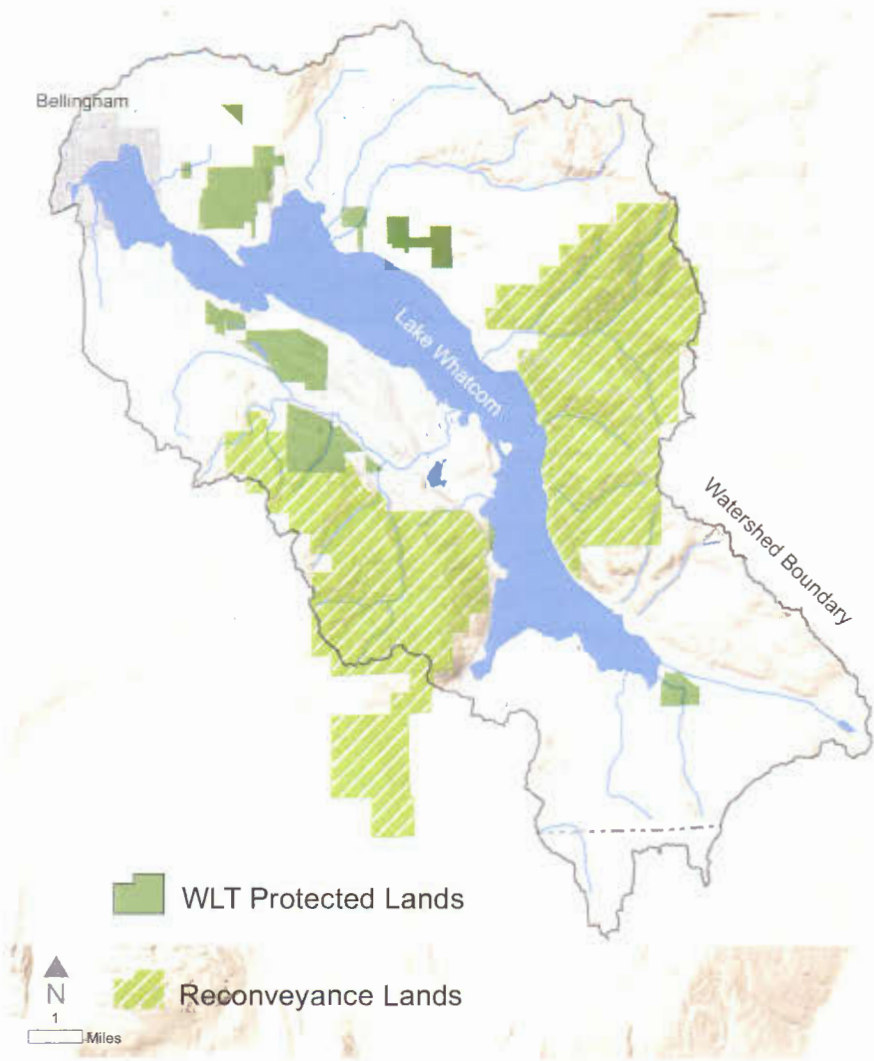 Bellingham
Lake Whatcom
Watershed Boundary
WLT Protected Lands
N
Reconveyance Lands
1
Miles